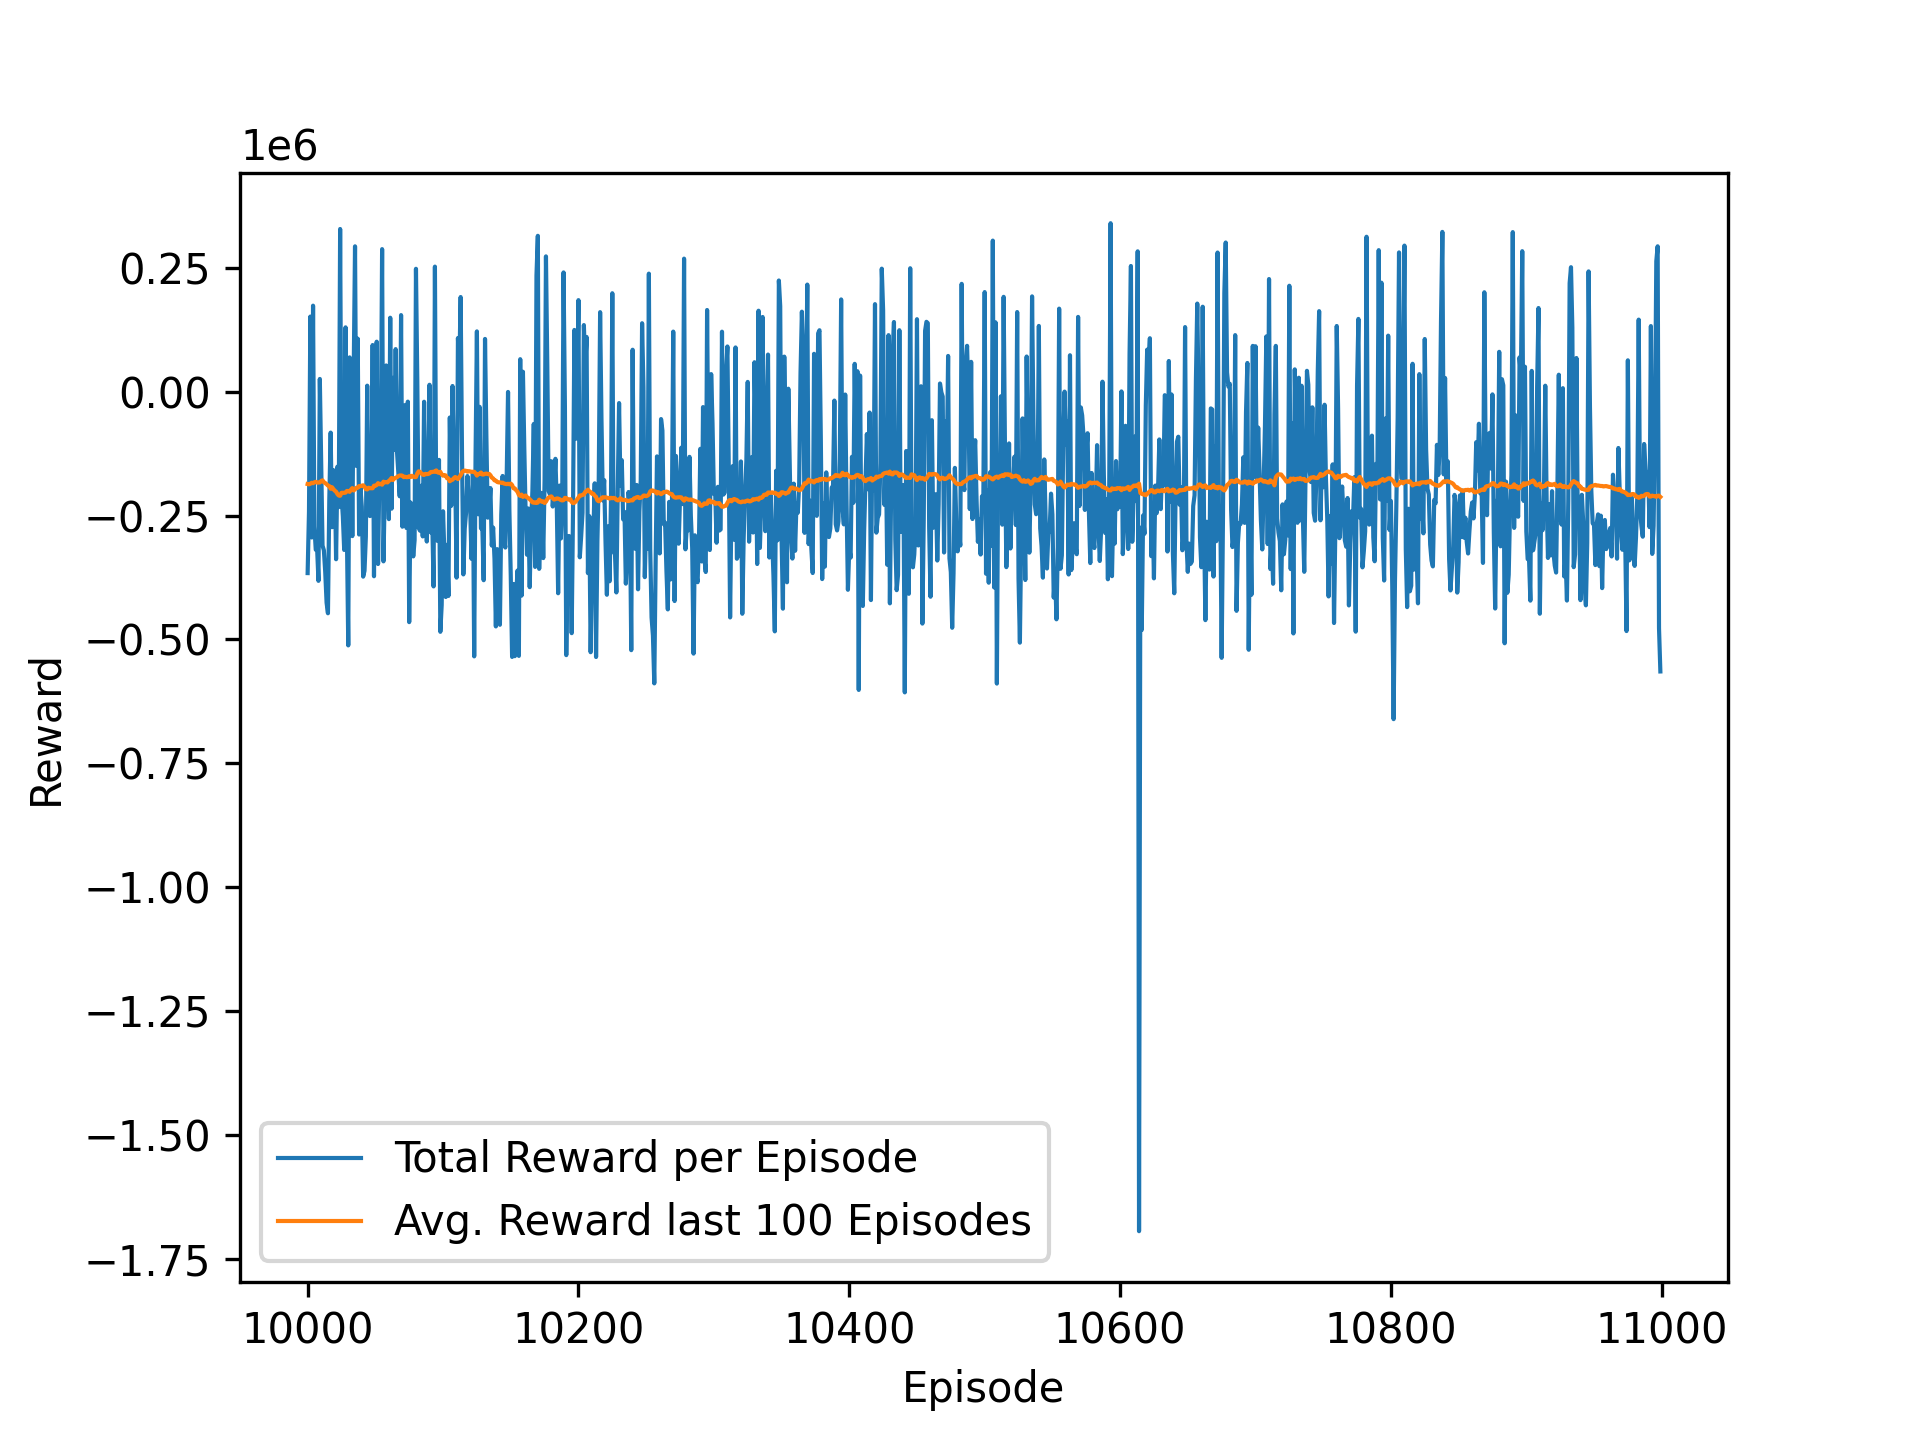 1e6
0.25
0.00
−0.25
−0.50
−0.75
−1.00
−1.25
−1.50
−1.75
Reward
Total Reward per Episode
Avg. Reward last 100 Episodes
10000 10200 10400 10600 10800 11000
Episode